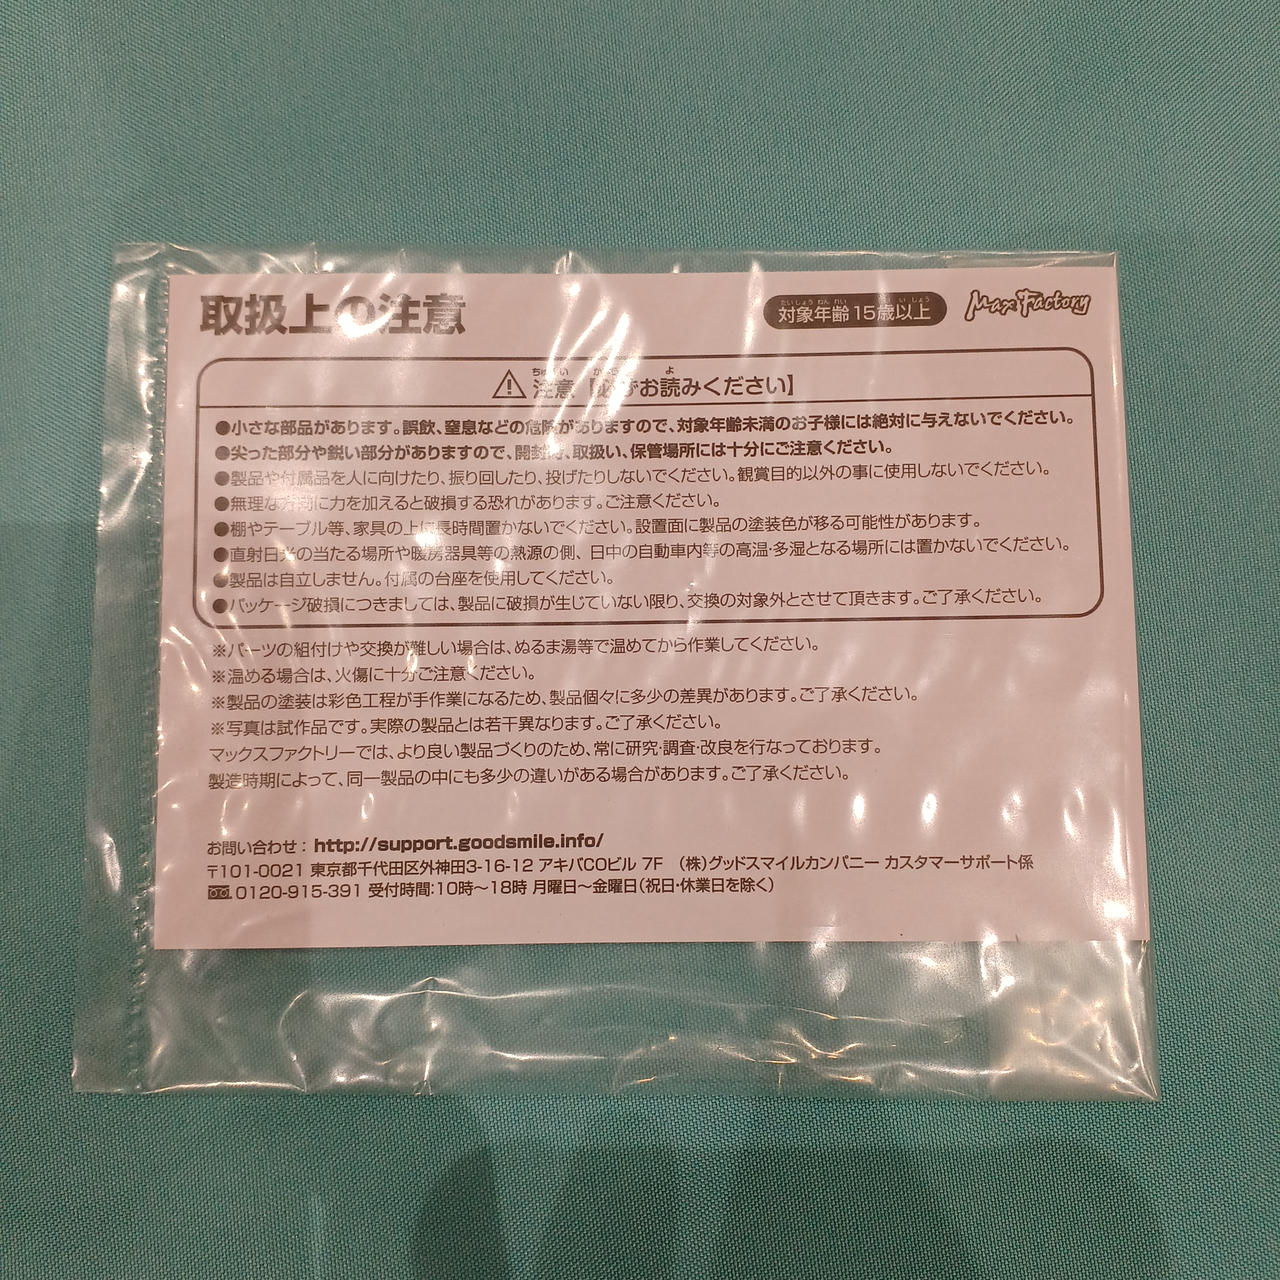 取扱上の注意
たいしょう ねん れい い しょう
対象年齢15歳以上
Max Factory
ちゅうい よ
⚠ 注意【必ずお読みください】
●小さな部品があります。誤飲、窒息などの危険がありますので、対象年齢未満のお子様には絶対に与えないでください。
●尖った部分や鋭い部分がありますので、開封時、取扱い、保管場所には十分にご注意ください。
●製品や付属品を人に向けたり、振り回したり、投げたりしないでください。観賞目的以外の事に使用しないでください。
●無理な方向に力を加えると破損する恐れがあります。ご注意ください。
●棚やテーブル等、家具の上に長時間置かないでください。設置面に製品の塗装色が移る可能性があります。
●直射日光の当たる場所や暖房器具等の熱源の側、日中の自動車内等の高温・多湿となる場所には置かないでください。
●製品は自立しません。付属の台座を使用してください。
●パッケージ破損につきましては、製品に破損が生じていない限り、交換の対象外とさせて頂きます。ご了承ください。
※パーツの組付けや交換が難しい場合は、ぬるま湯等で温めてから作業してください。
※温める場合は、火傷に十分ご注意ください。
※製品の塗装は彩色工程が手作業になるため、製品個々に多少の差異があります。ご了承ください。
※写真は試作品です。実際の製品とは若干異なります。ご了承ください。
マックスファクトリーでは、より良い製品づくりのため、常に研究・調査・改良を行なっております。
製造時期によって、同一製品の中にも多少の違いがある場合があります。ご了承ください。
お問い合わせ：http://support.goodsmile.info/
〒101-0021 東京都千代田区外神田3-16-12 アキバCOビル 7F （株）グッドスマイルカンパニー カスタマーサポート係
0120-915-391 受付時間：10時～18時 月曜日～金曜日（祝日・休業日を除く）